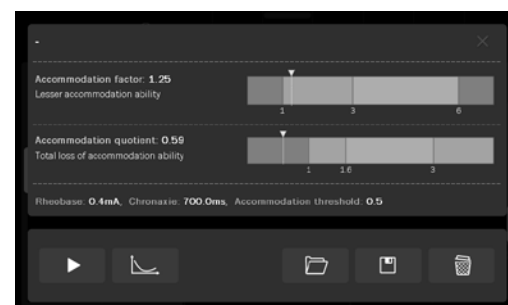 -
Accommodation factor: 1.25
Lesser accommodation ability
1 3 6
Accommodation quotient: 0.59
Total loss of accommodation ability
1 1.6 3
Rheobase: 0.4mA, Chronaxie: 700.0ms, Accommodation threshold: 0.5